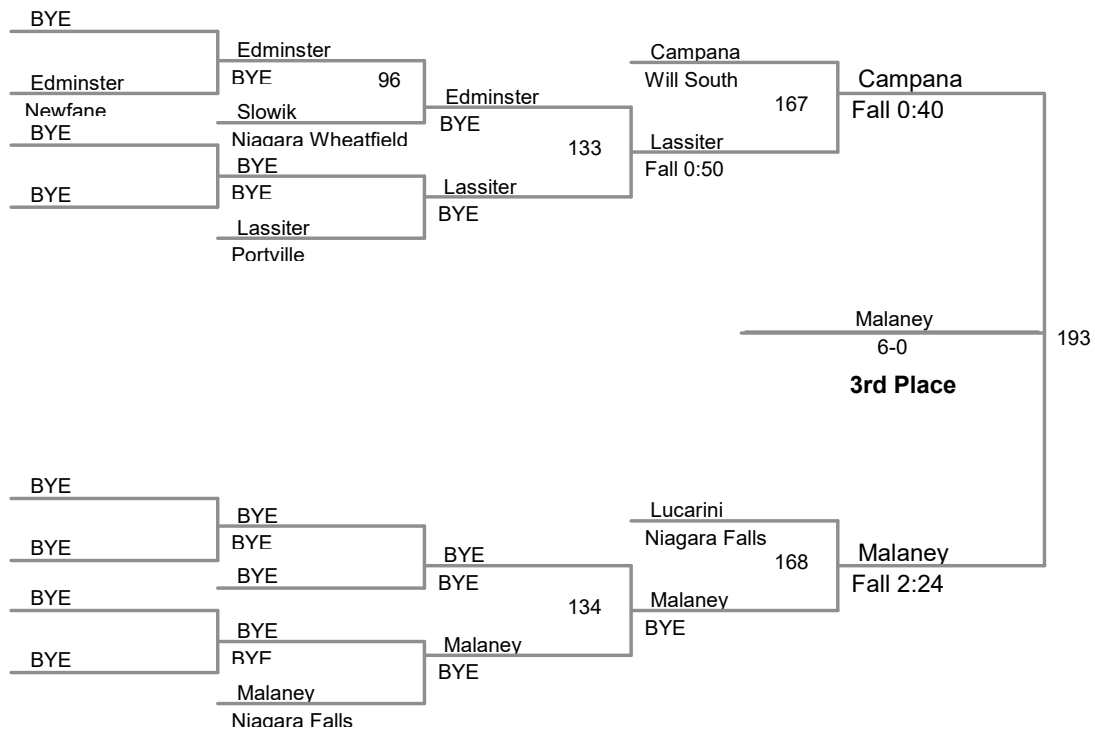 BYE
Edminster
Newfane
BYE
BYE
Edminster
BYE
96
Slowik
Niagara Wheatfield
BYE
BYE
Lassiter
Portville
Edminster
BYE
133
Lassiter
BYE
Campana
Will South
167
Lassiter
Fall 0:50
Campana
Fall 0:40
Malaney
6-0
3rd Place
193
BYE
BYE
BYE
BYE
BYE
BYE
BYE
BYE
BYE
Malaney
Niagara Falls
BYE
BYE
134
Malaney
BYE
Lucarini
Niagara Falls
168
Malaney
BYE
Malaney
Fall 2:24